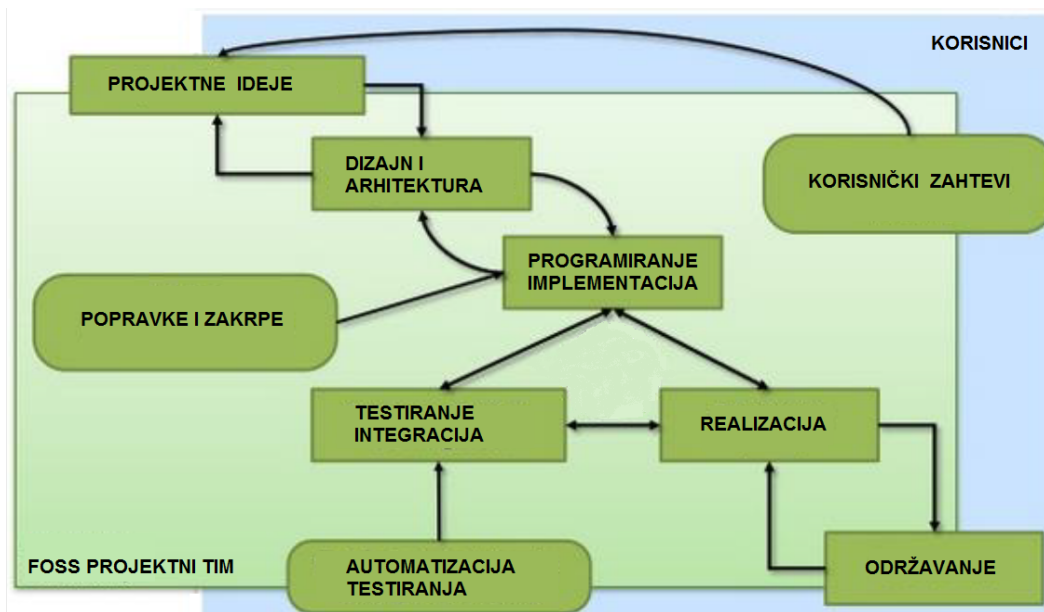 KORISNICI
PROJEKTNE IDEJE
DIZAJN I
ARHITEKTURA
KORISNIČKI ZAHTEVI
PROGRAMIRANJE
IMPLEMENTACIJA
POPRAVKE I ZAKRPE
TESTIRANJE
INTEGRACIJA
REALIZACIJA
FOSS PROJEKTNI TIM
AUTOMATIZACIJA
TESTIRANJA
ODRŽAVANJE